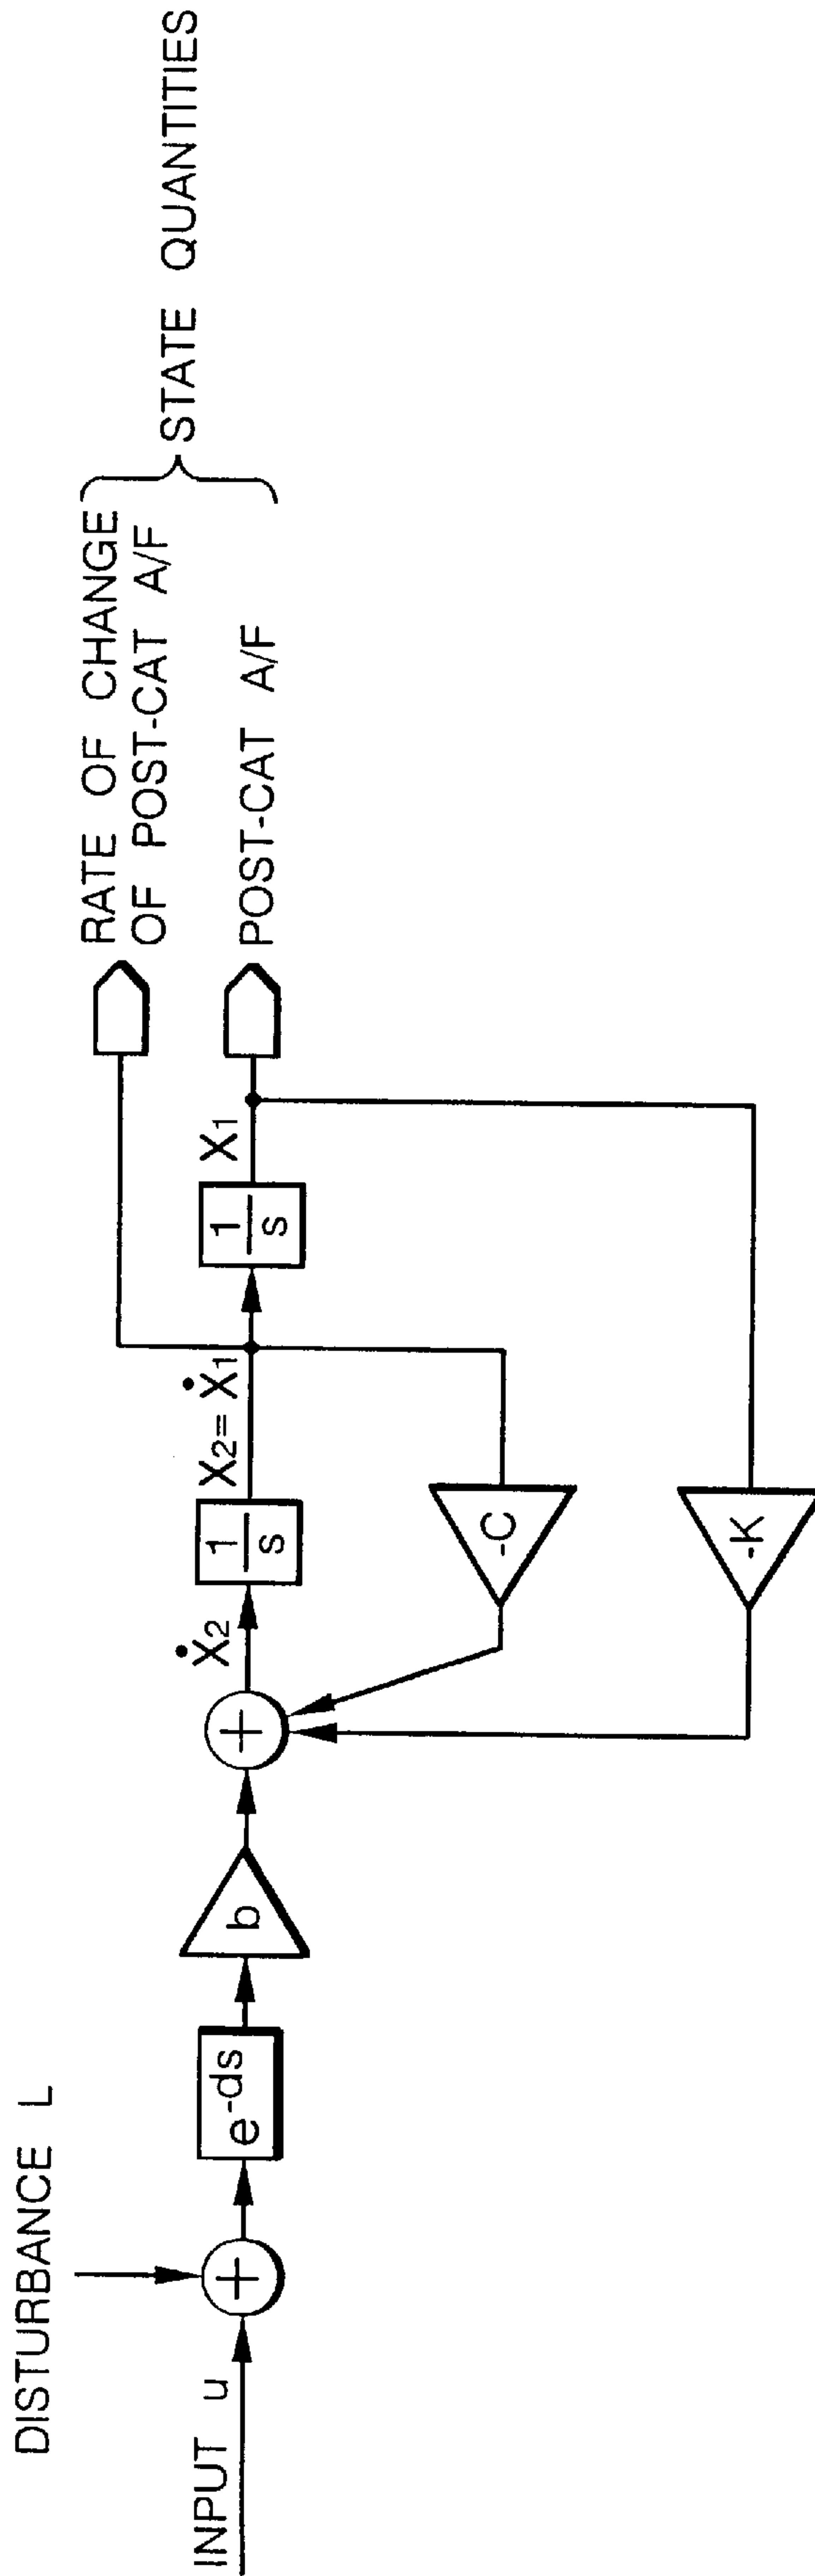 DISTURBANCE L
INPUT u
+
e^-ds
b
+
Ẋ2
1/s
X2= Ẋ1
1/s
X1
-C
-K
RATE OF CHANGE
OF POST-CAT A/F
POST-CAT A/F
STATE QUANTITIES